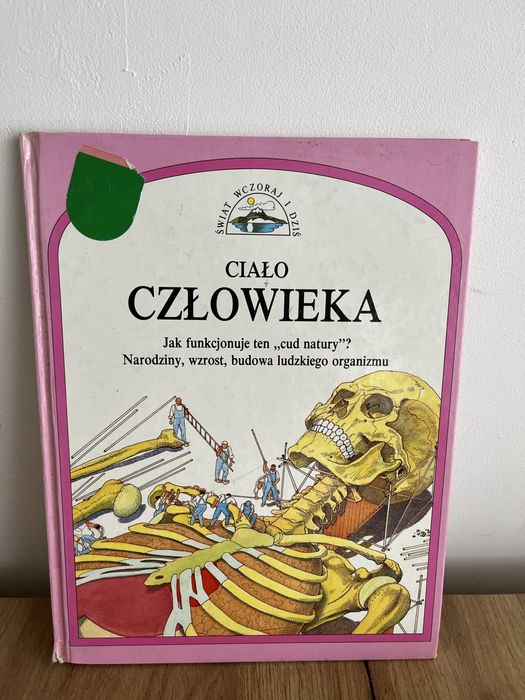 ŚWIAT WCZORAJ I DZIŚ
CIAŁO
CZŁOWIEKA
Jak funkcjonuje ten „cud natury”?
Narodziny, wzrost, budowa ludzkiego organizmu